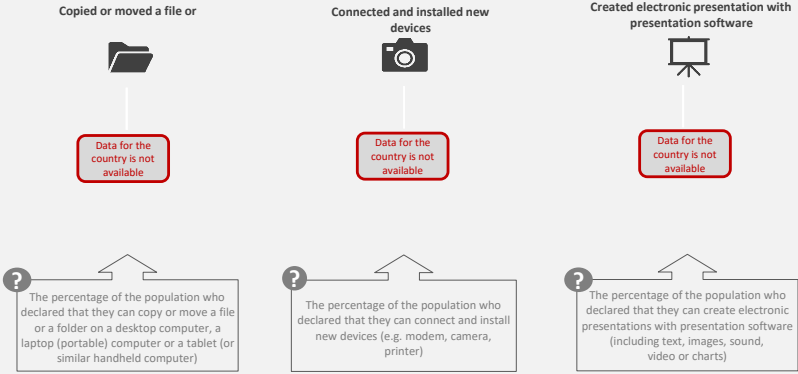 Copied or moved a file or
Data for the
country is not
available
?
The percentage of the population who
declared that they can copy or move a file
or a folder on a desktop computer, a
laptop (portable) computer or a tablet (or
similar handheld computer)
Connected and installed new
devices
Data for the
country is not
available
?
The percentage of the population who
declared that they can connect and install
new devices (e.g. modem, camera,
printer)
Created electronic presentation with
presentation software
Data for the
country is not
available
?
The percentage of the population who
declared that they can create electronic
presentations with presentation software
(including text, images, sound,
video or charts)